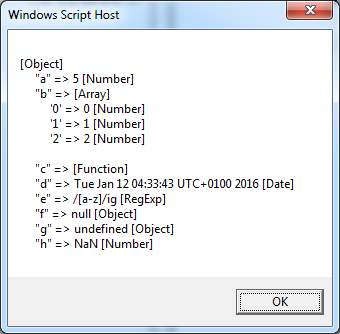 Windows Script Host
[Object]
"a" => 5 [Number]
"b" => [Array]
'0' => 0 [Number]
'1' => 1 [Number]
'2' => 2 [Number]
"c" => [Function]
"d" => Tue Jan 12 04:33:43 UTC+0100 2016 [Date]
"e" => /[a-z]/ig [RegExp]
"f" => null [Object]
"g" => undefined [Object]
"h" => NaN [Number]
OK